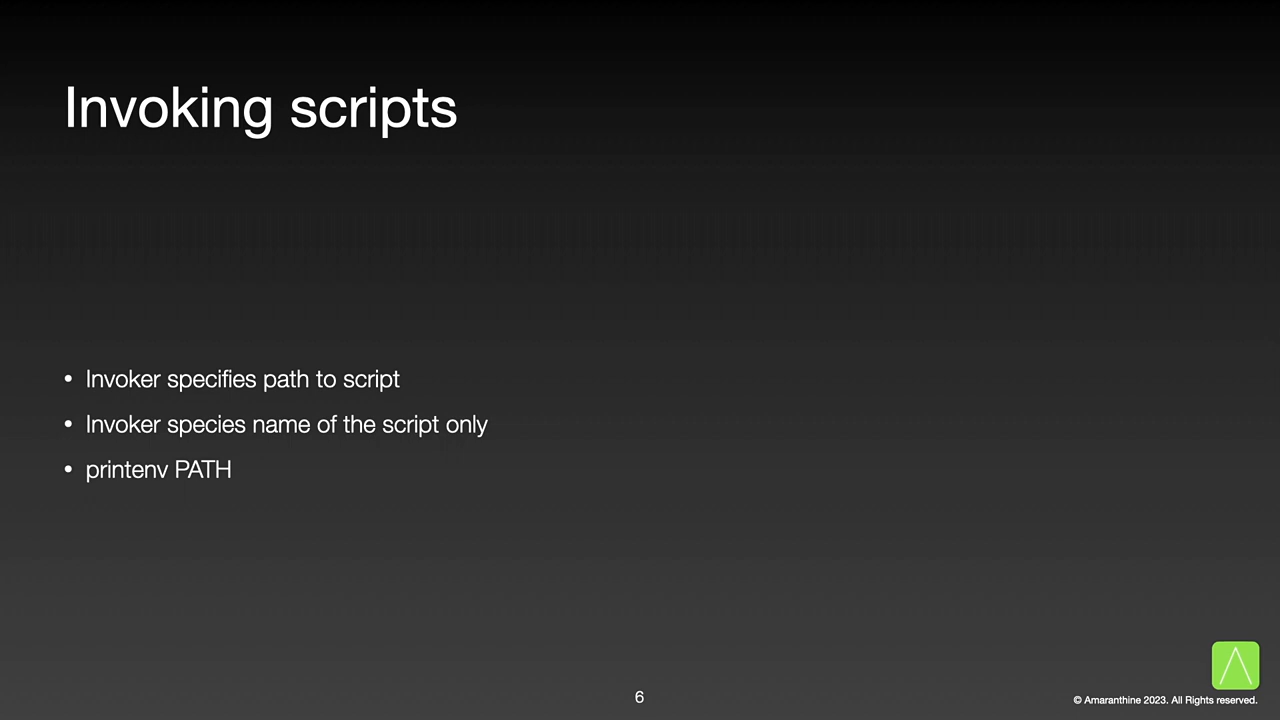 Invoking scripts
• Invoker specifies path to script
• Invoker species name of the script only
• printenv PATH
6
© Amaranthine 2023. All Rights reserved.